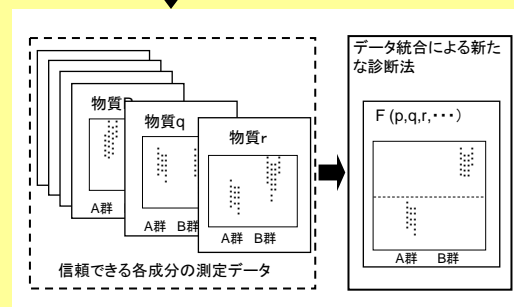 物質p
A群
物質q
A群 B群
物質r
A群 B群
信頼できる各成分の測定データ
データ統合による新た
な診断法
F (p,q,r,・・・)
A群 B群